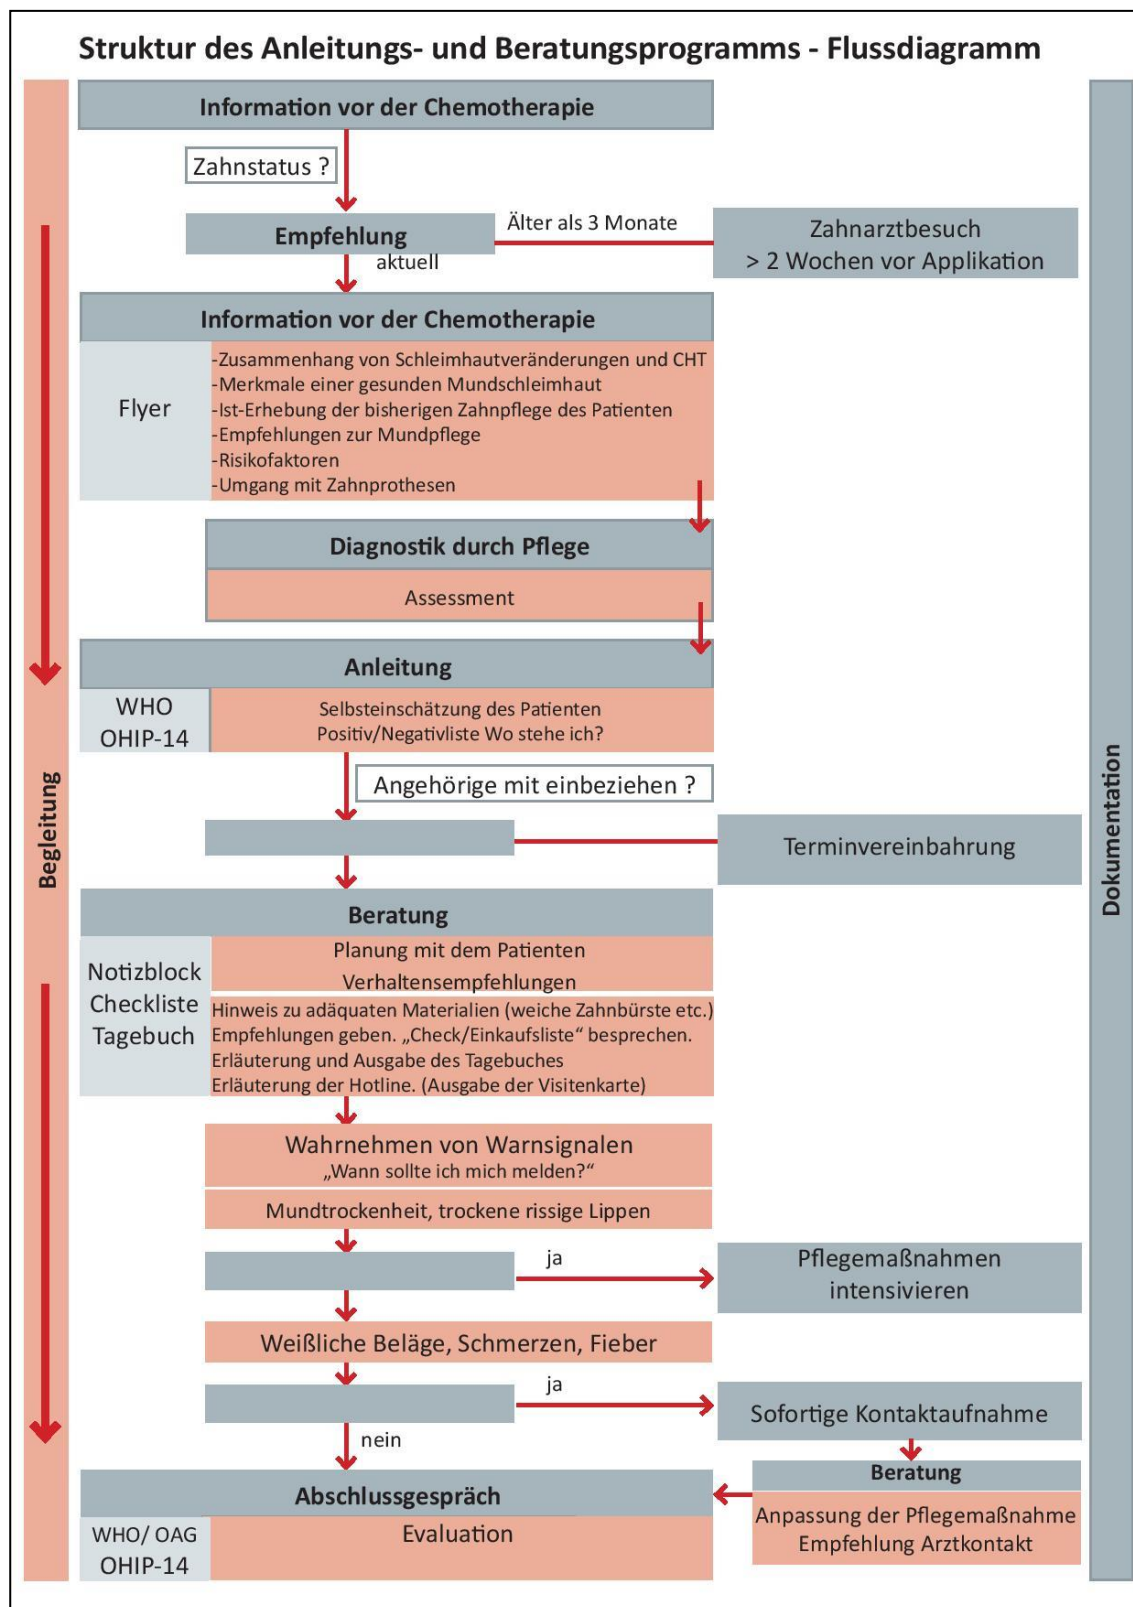 Struktur des Anleitungs- und Beratungsprogramms - Flussdiagramm
Information vor der Chemotherapie
Zahnstatus ?
Empfehlung
Älter als 3 Monate
Zahnarztbesuch
> 2 Wochen vor Applikation
aktuell
Information vor der Chemotherapie
Flyer
-Zusammenhang von Schleimhautveränderungen und CHT
-Merkmale einer gesunden Mundschleimhaut
-Ist-Erhebung der bisherigen Zahnpflege des Patienten
-Empfehlungen zur Mundpflege
-Risikofaktoren
-Umgang mit Zahnprothesen
Diagnostik durch Pflege
Assessment
Anleitung
WHO
OHIP-14
Selbsteinschätzung des Patienten
Positiv/Negativliste Wo stehe ich?
Angehörige mit einbeziehen ?
Terminvereinbahrung
Beratung
Notizblock
Checkliste
Tagebuch
Planung mit dem Patienten
Verhaltensempfehlungen
Hinweis zu adäquaten Materialien (weiche Zahnbürste etc.)
Empfehlungen geben. „Check/Einkaufsliste“ besprechen.
Erläuterung und Ausgabe des Tagebuches
Erläuterung der Hotline. (Ausgabe der Visitenkarte)
Wahrnehmen von Warnsignalen
„Wann sollte ich mich melden?“
Mundtrockenheit, trockene rissige Lippen
ja
Pflegemaßnahmen
intensivieren
Weißliche Beläge, Schmerzen, Fieber
ja
Sofortige Kontaktaufnahme
nein
Beratung
Anpassung der Pflegemaßnahme
Empfehlung Arztkontakt
Abschlussgespräch
WHO/ OAG
OHIP-14
Evaluation
Begleitung
Dokumentation